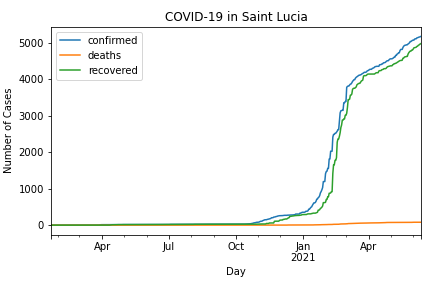 COVID-19 in Saint Lucia
confirmed
deaths
recovered
Number of Cases
5000
4000
3000
2000
1000
0
Apr
Jul
Oct
Jan
2021
Apr
Day